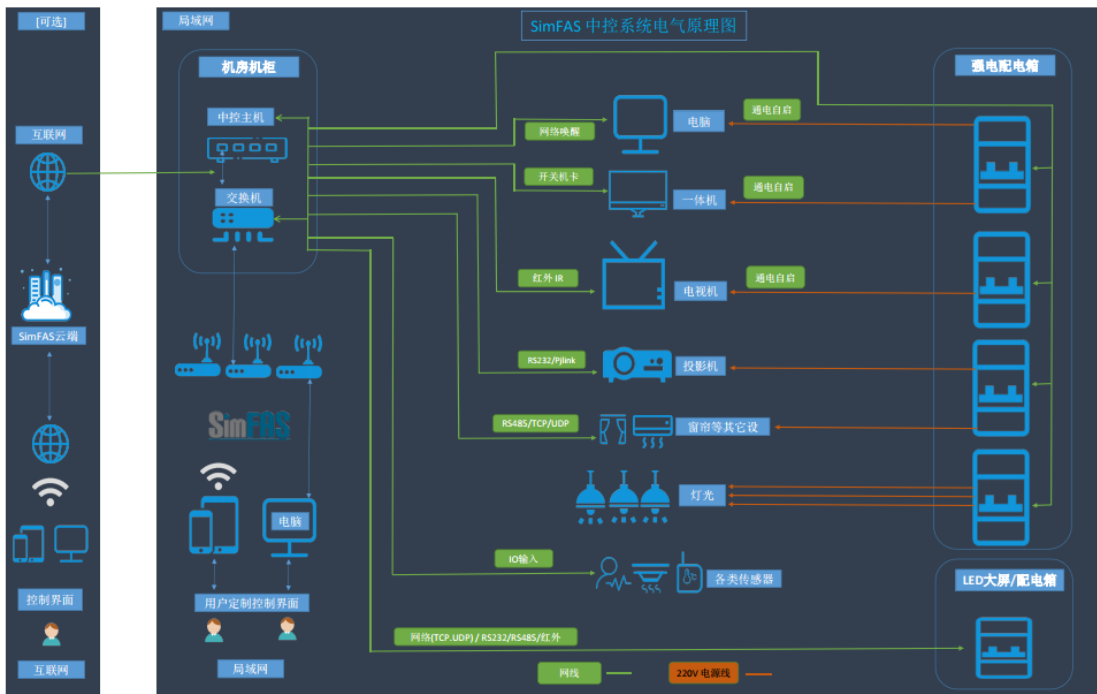 [可选]
互联网
SimFAS云端
控制界面
互联网
局域网
SimFAS 中控系统电气原理图
机房机柜
中控主机
交换机
SimFAS
电脑
用户定制控制界面
局域网
网络唤醒
电脑
通电自启
开关机卡
一体机
通电自启
红外 IR
电视机
通电自启
RS232/Pjlink
投影机
RS485/TCP/UDP
窗帘等其它设
灯光
IO输入
各类传感器
网络(TCP.UDP) / RS232/RS485/红外
强电配电箱
LED大屏/配电箱
网线
220V 电源线